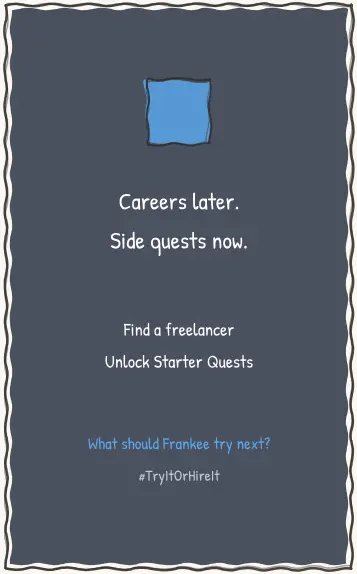 Careers later.
Side quests now.
Find a freelancer
Unlock Starter Quests
What should Frankee try next?
#TryItOrHireIt